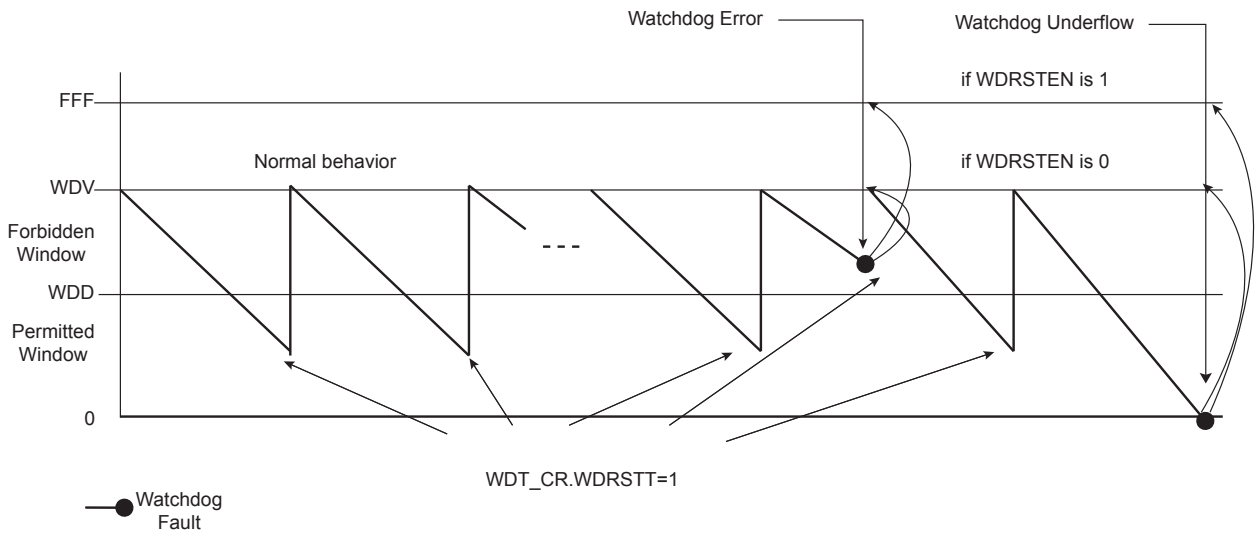 Watchdog Error
Watchdog Underflow
if WDRSTEN is 1
FFF
Normal behavior
if WDRSTEN is 0
WDV
Forbidden
Window
WDD
Permitted
Window
0
WDT_CR.WDRSTT=1
Watchdog
Fault